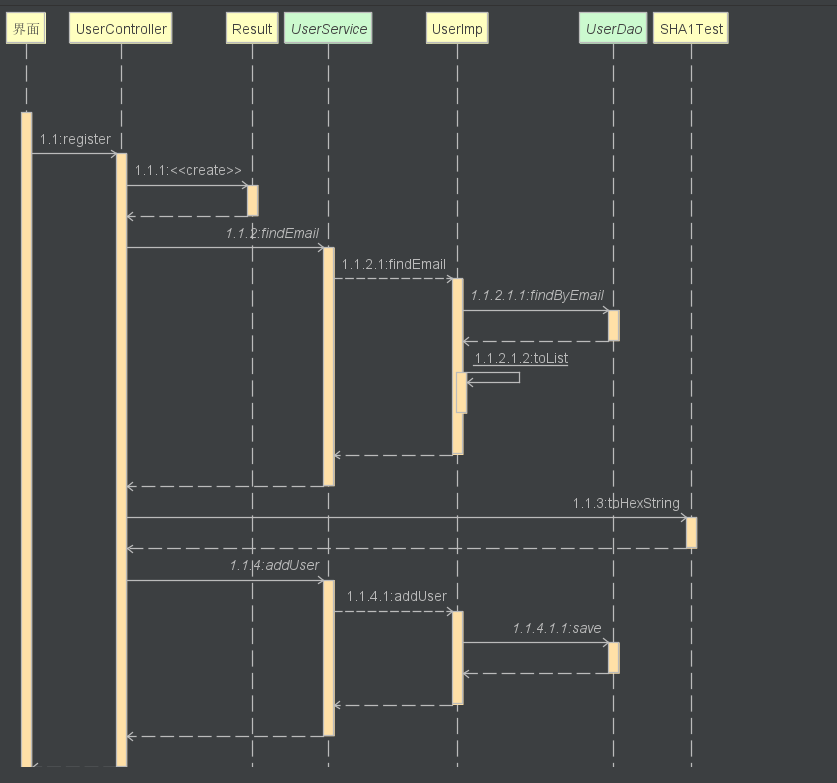 界面
UserController
Result
UserService
UserImp
UserDao
SHA1Test
1.1:register
1.1.1:<<create>>
1.1.2:findEmail
1.1.2.1:findEmail
1.1.2.1.1:findByEmail
1.1.2.1.2:toList
1.1.3:toHexString
1.1.4:addUser
1.1.4.1:addUser
1.1.4.1.1:save